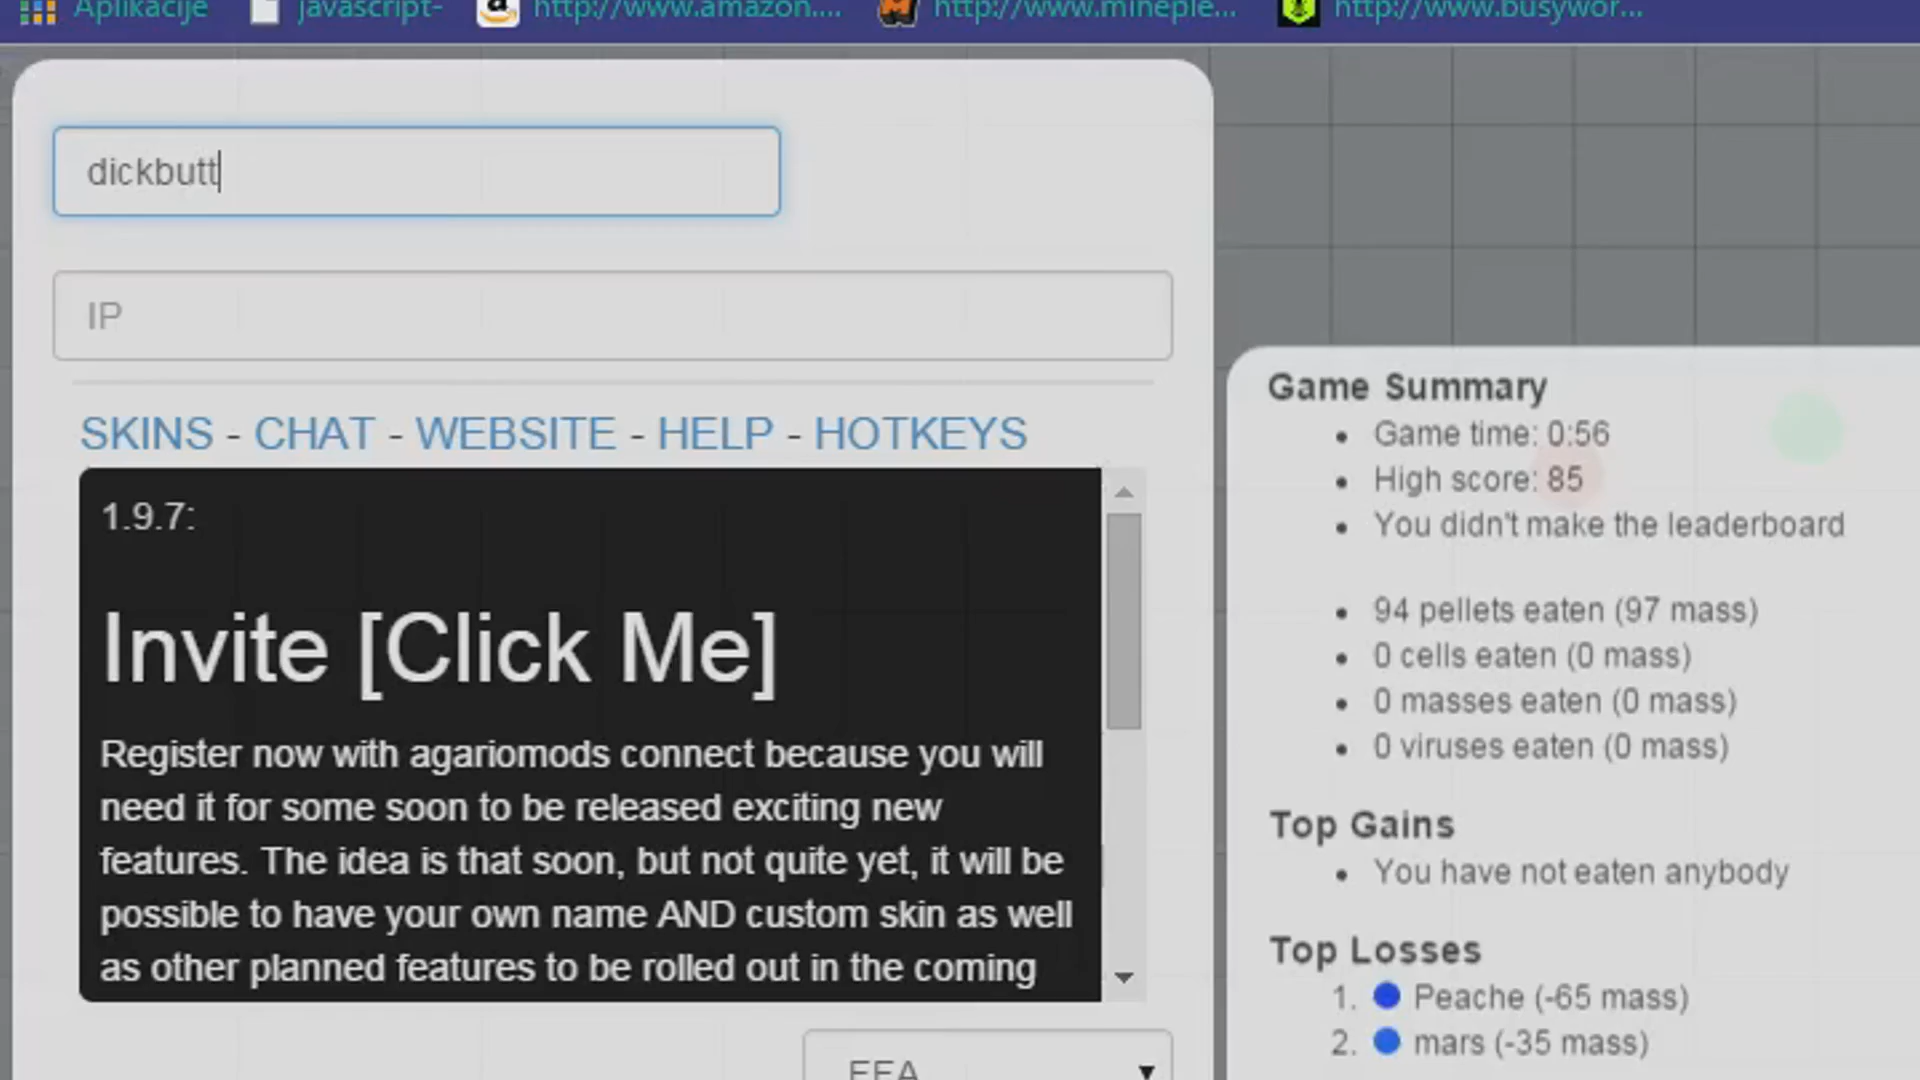 Aplikacije javascript- http://www.amazon.... http://www.mineple... http://www.busywor...
dickbutt
IP
SKINS - CHAT - WEBSITE - HELP - HOTKEYS
1.9.7:
Invite [Click Me]
Register now with agariomods connect because you will
need it for some soon to be released exciting new
features. The idea is that soon, but not quite yet, it will be
possible to have your own name AND custom skin as well
as other planned features to be rolled out in the coming
Game Summary
• Game time: 0:56
• High score: 85
• You didn't make the leaderboard
• 94 pellets eaten (97 mass)
• 0 cells eaten (0 mass)
• 0 masses eaten (0 mass)
• 0 viruses eaten (0 mass)
Top Gains
• You have not eaten anybody
Top Losses
1. Peache (-65 mass)
2. mars (-35 mass)